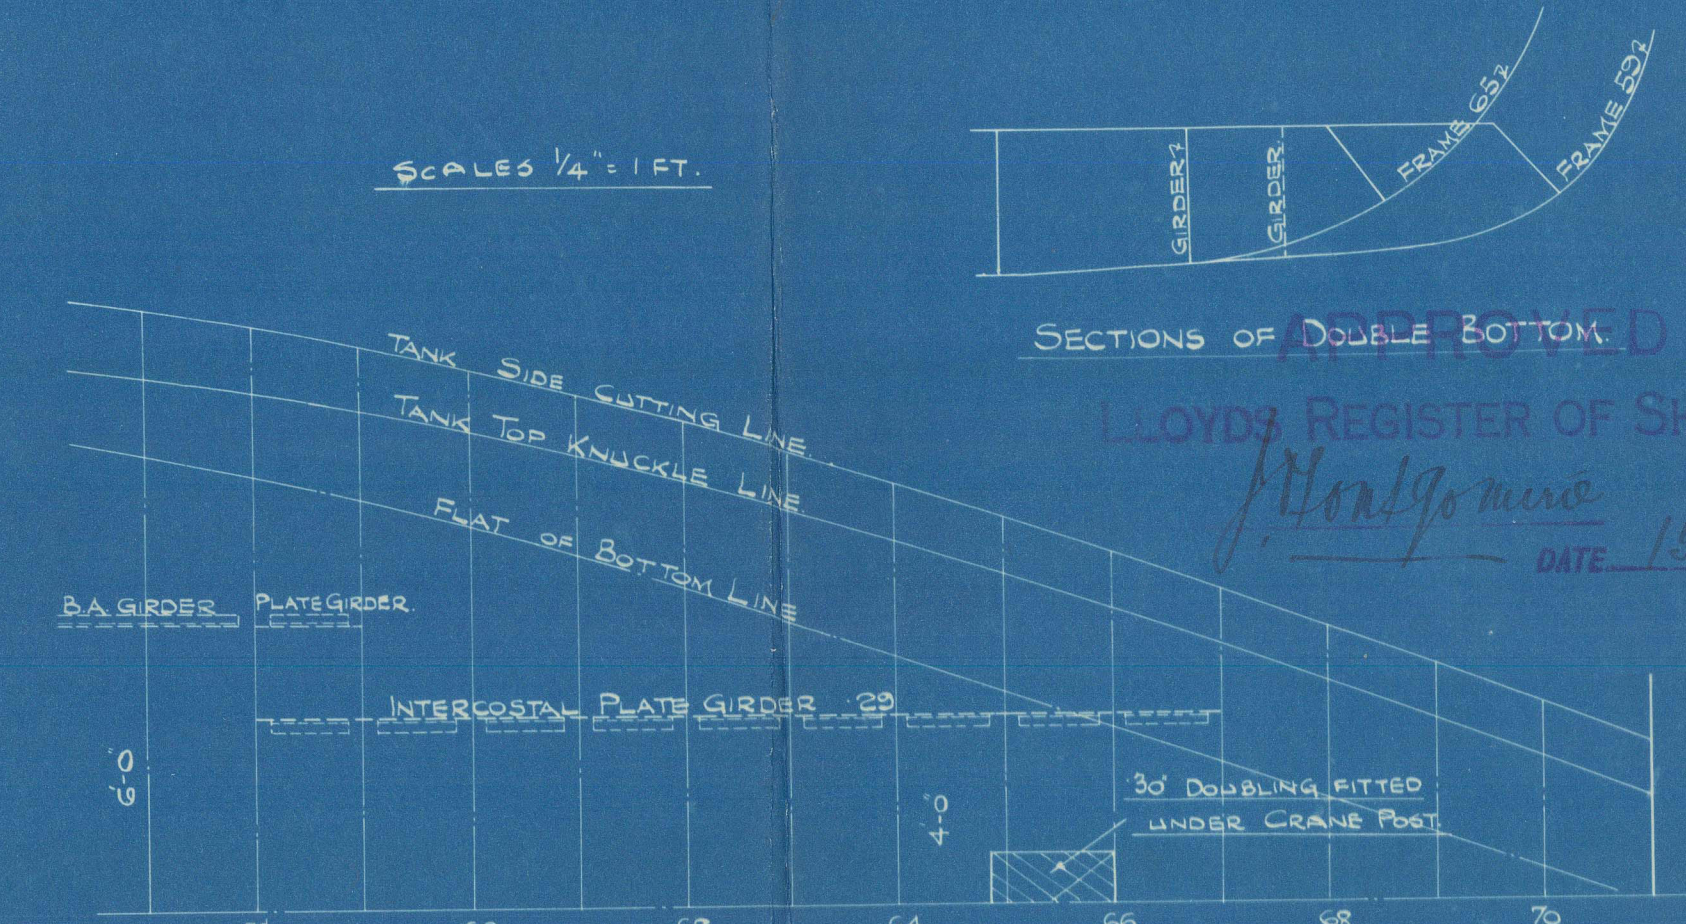 SCALES 1/4" = 1 FT.
GIRDER
GIRDER
FRAME 65
FRAME 59
SECTIONS OF DOUBLE BOTTOM.
APPROVED
LLOYDS REGISTER OF SH
J. Montgomerie
DATE 19
TANK SIDE CUTTING LINE.
TANK TOP KNUCKLE LINE.
FLAT OF BOTTOM LINE
B.A. GIRDER
PLATE GIRDER.
INTERCOSTAL PLATE GIRDER ·29
6'-0"
4'-0"
·30" DOUBLING FITTED
UNDER CRANE POST.
62
64
66
68
70